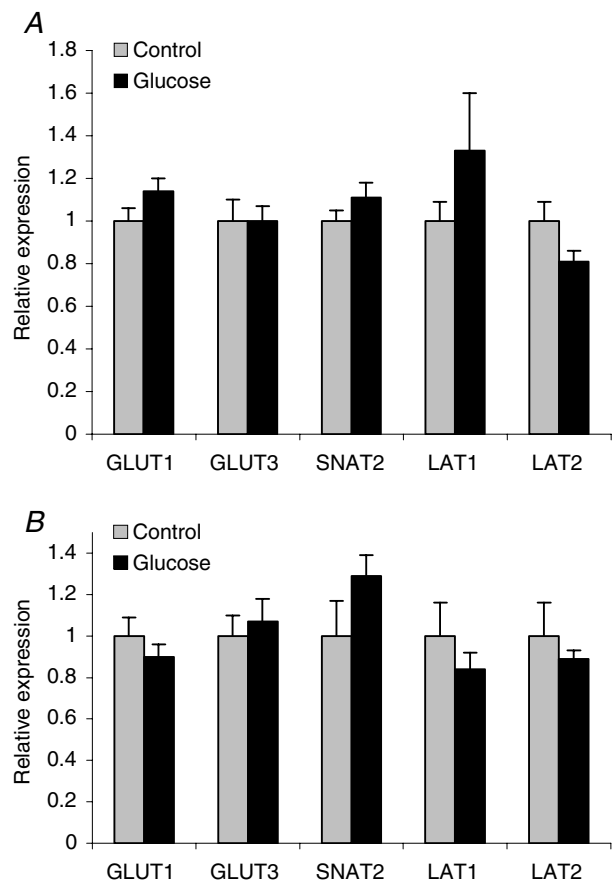 A
Control
Glucose
Relative expression
1.8
1.6
1.4
1.2
1
0.8
0.6
0.4
0.2
0
GLUT1 GLUT3 SNAT2 LAT1 LAT2
B
Control
Glucose
Relative expression
1.4
1.2
1
0.8
0.6
0.4
0.2
0
GLUT1 GLUT3 SNAT2 LAT1 LAT2